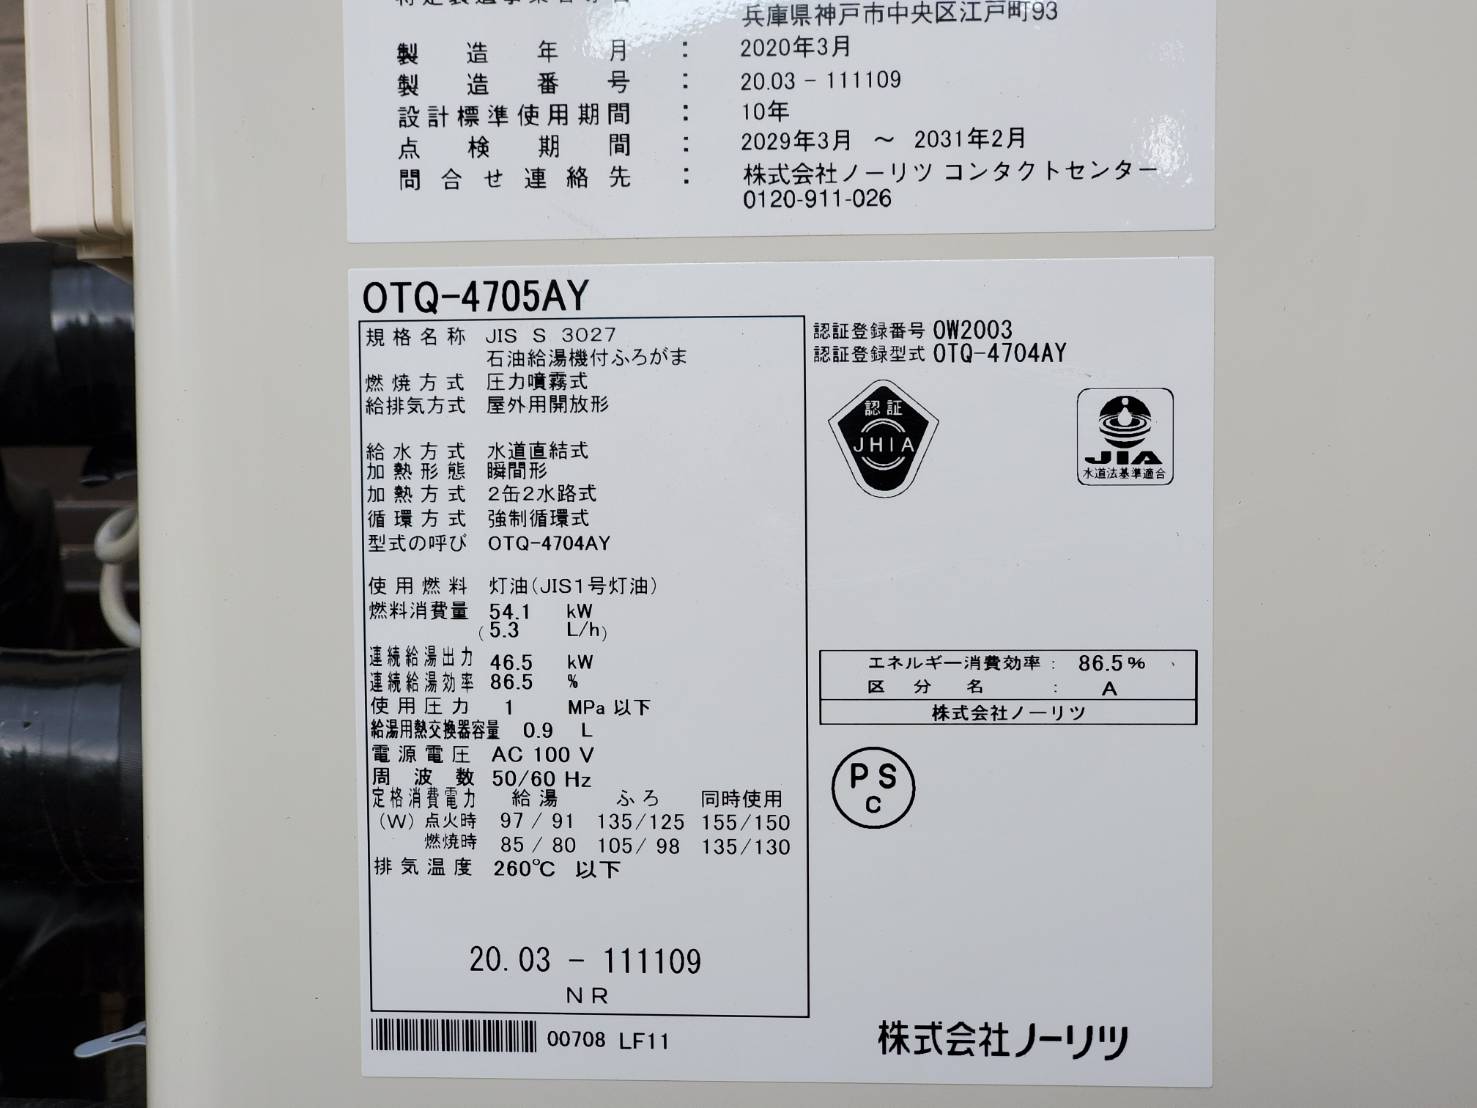 特定製造事業者等名
兵庫県神戸市中央区江戸町93
製造年月 : 2020年3月
製造番号 : 20.03 - 111109
設計標準使用期間 : 10年
点検期間 : 2029年3月 ～ 2031年2月
問合せ連絡先 : 株式会社ノーリツ コンタクトセンター
0120-911-026
OTQ-4705AY
規格名称 JIS S 3027
石油給湯機付ふろがま
燃焼方式 圧力噴霧式
給排気方式 屋外用開放形
給水方式 水道直結式
加熱形態 瞬間形
加熱方式 2缶2水路式
循環方式 強制循環式
型式の呼び OTQ-4704AY
使用燃料 灯油(JIS1号灯油)
燃料消費量 54.1 kW
(5.3 L/h)
連続給湯出力 46.5 kW
連続給湯効率 86.5 %
使用圧力 1 MPa 以下
給湯用熱交換器容量 0.9 L
電源電圧 AC 100 V
周波数 50/60 Hz
定格消費電力 給湯 ふろ 同時使用
(W) 点火時 97 / 91 135/125 155/150
燃焼時 85 / 80 105/ 98 135/130
排気温度 260℃ 以下
20.03 - 111109
NR
00708 LF11
認証登録番号 OW2003
認証登録型式 OTQ-4704AY
認証
JHIA
JIA
水道法基準適合
エネルギー消費効率 : 86.5%
区分名 : A
株式会社ノーリツ
PS
C
株式会社ノーリツ